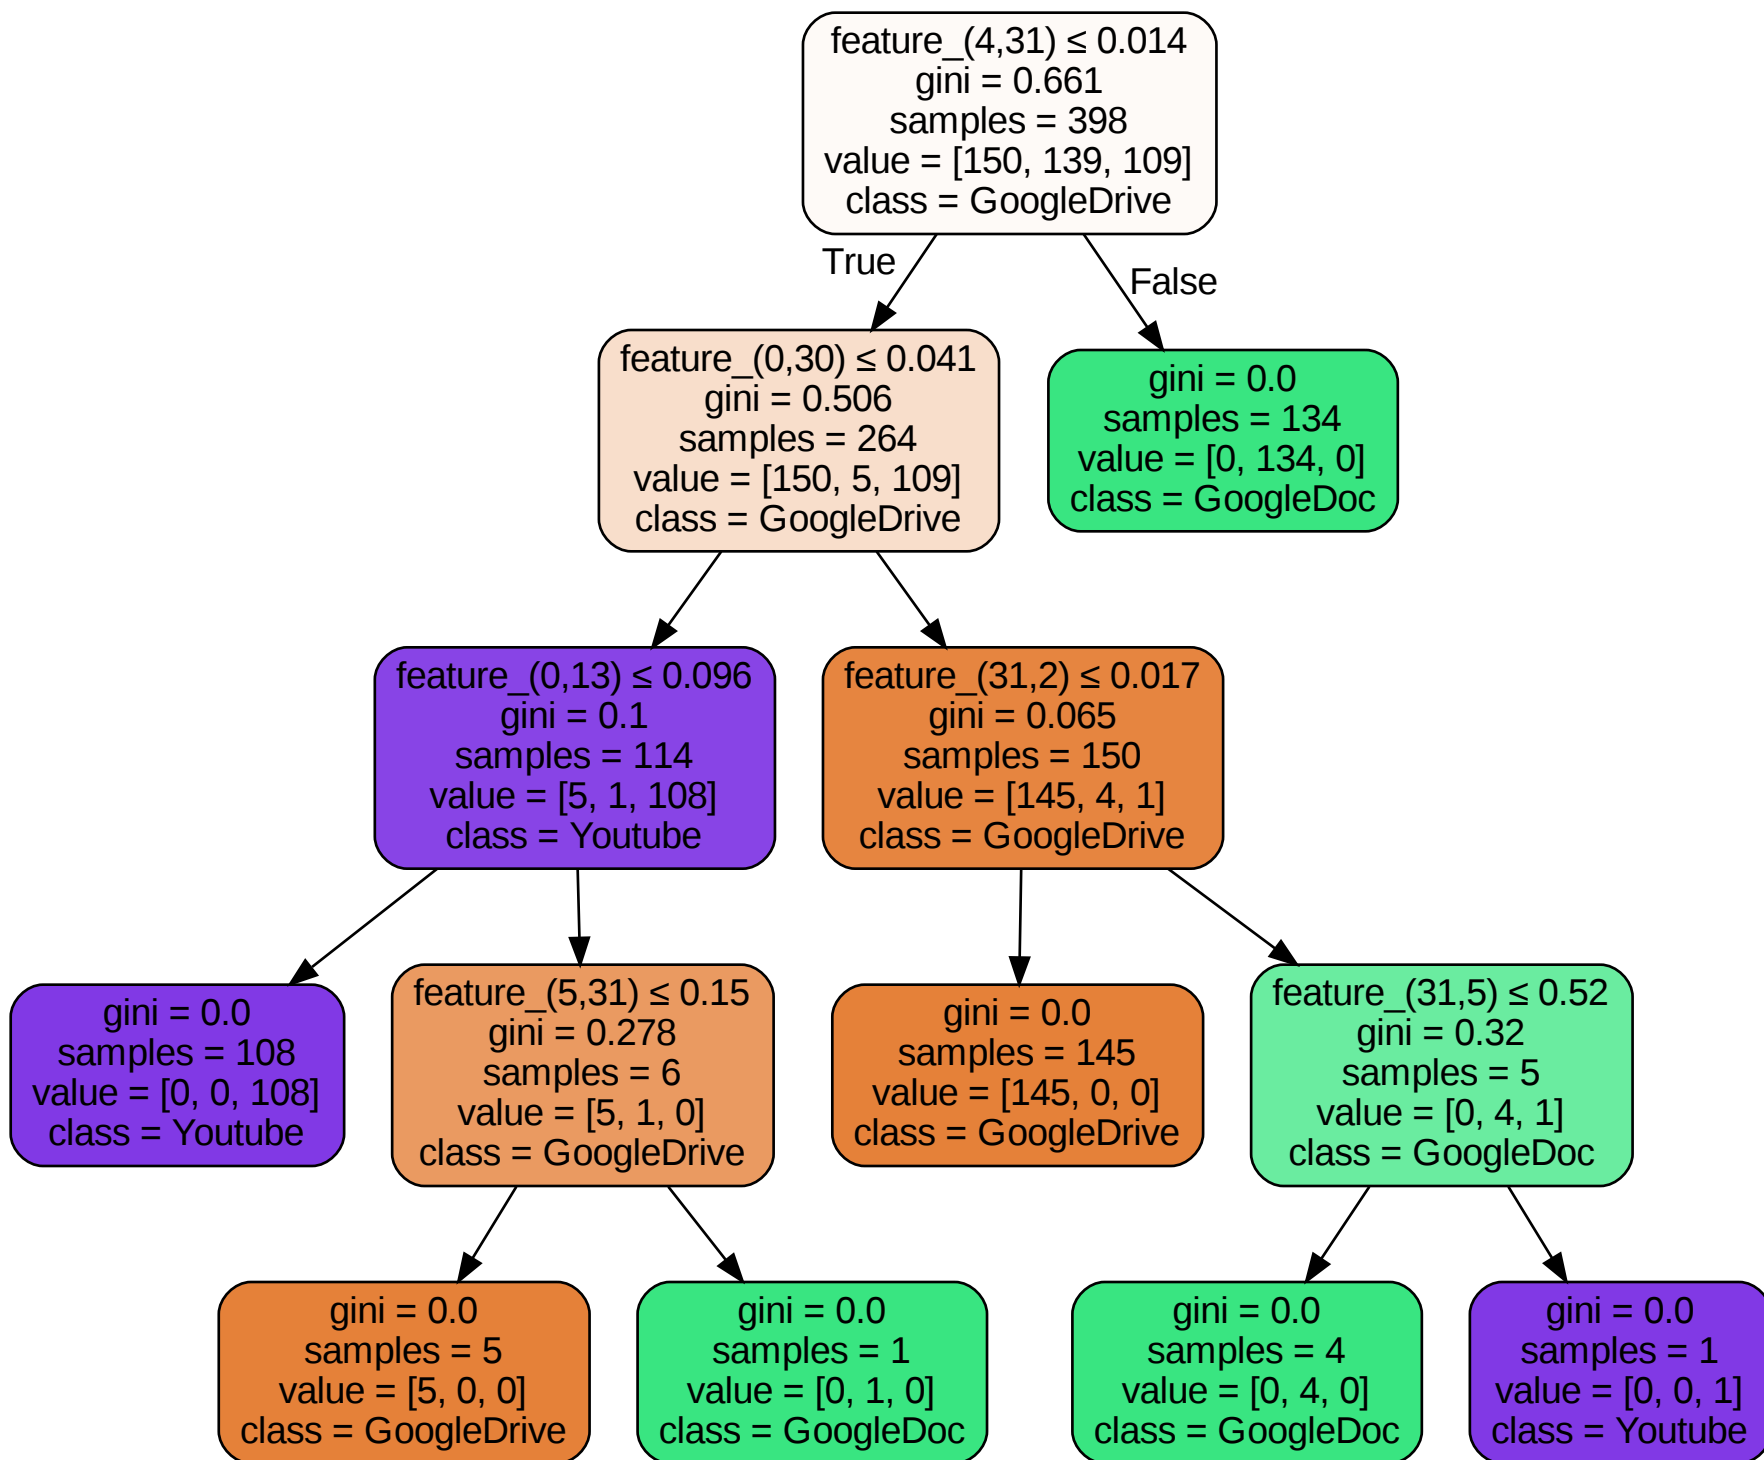 feature_(4,31) ≤ 0.014
gini = 0.661
samples = 398
value = [150, 139, 109]
class = GoogleDrive
True
False
feature_(0,30) ≤ 0.041
gini = 0.506
samples = 264
value = [150, 5, 109]
class = GoogleDrive
gini = 0.0
samples = 134
value = [0, 134, 0]
class = GoogleDoc
feature_(0,13) ≤ 0.096
gini = 0.1
samples = 114
value = [5, 1, 108]
class = Youtube
feature_(31,2) ≤ 0.017
gini = 0.065
samples = 150
value = [145, 4, 1]
class = GoogleDrive
gini = 0.0
samples = 108
value = [0, 0, 108]
class = Youtube
feature_(5,31) ≤ 0.15
gini = 0.278
samples = 6
value = [5, 1, 0]
class = GoogleDrive
gini = 0.0
samples = 145
value = [145, 0, 0]
class = GoogleDrive
feature_(31,5) ≤ 0.52
gini = 0.32
samples = 5
value = [0, 4, 1]
class = GoogleDoc
gini = 0.0
samples = 5
value = [5, 0, 0]
class = GoogleDrive
gini = 0.0
samples = 1
value = [0, 1, 0]
class = GoogleDoc
gini = 0.0
samples = 4
value = [0, 4, 0]
class = GoogleDoc
gini = 0.0
samples = 1
value = [0, 0, 1]
class = Youtube